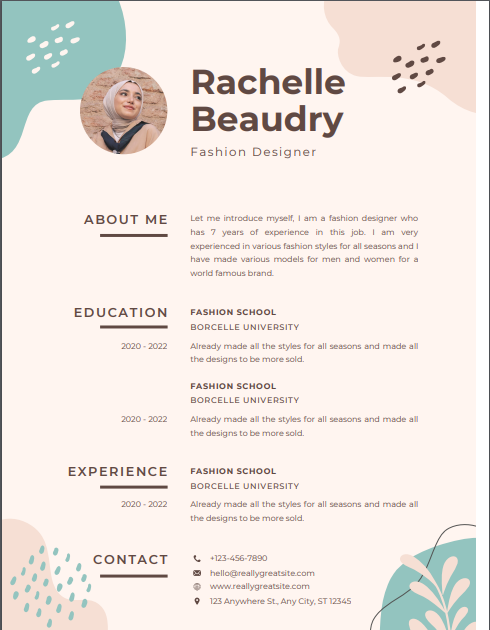 Rachelle
Beaudry
Fashion Designer
ABOUT ME
Let me introduce myself, I am a fashion designer who
has 7 years of experience in this job. I am very
experienced in various fashion styles for all seasons and I
have made various models for men and women for a
world famous brand.
EDUCATION
FASHION SCHOOL
BORCELLE UNIVERSITY
2020 - 2022
Already made all the styles for all seasons and made all
the designs to be more sold.
FASHION SCHOOL
BORCELLE UNIVERSITY
2020 - 2022
Already made all the styles for all seasons and made all
the designs to be more sold.
EXPERIENCE
FASHION SCHOOL
BORCELLE UNIVERSITY
2020 - 2022
Already made all the styles for all seasons and made all
the designs to be more sold.
CONTACT
+123-456-7890
hello@reallygreatsite.com
www.reallygreatsite.com
123 Anywhere St., Any City, ST 12345